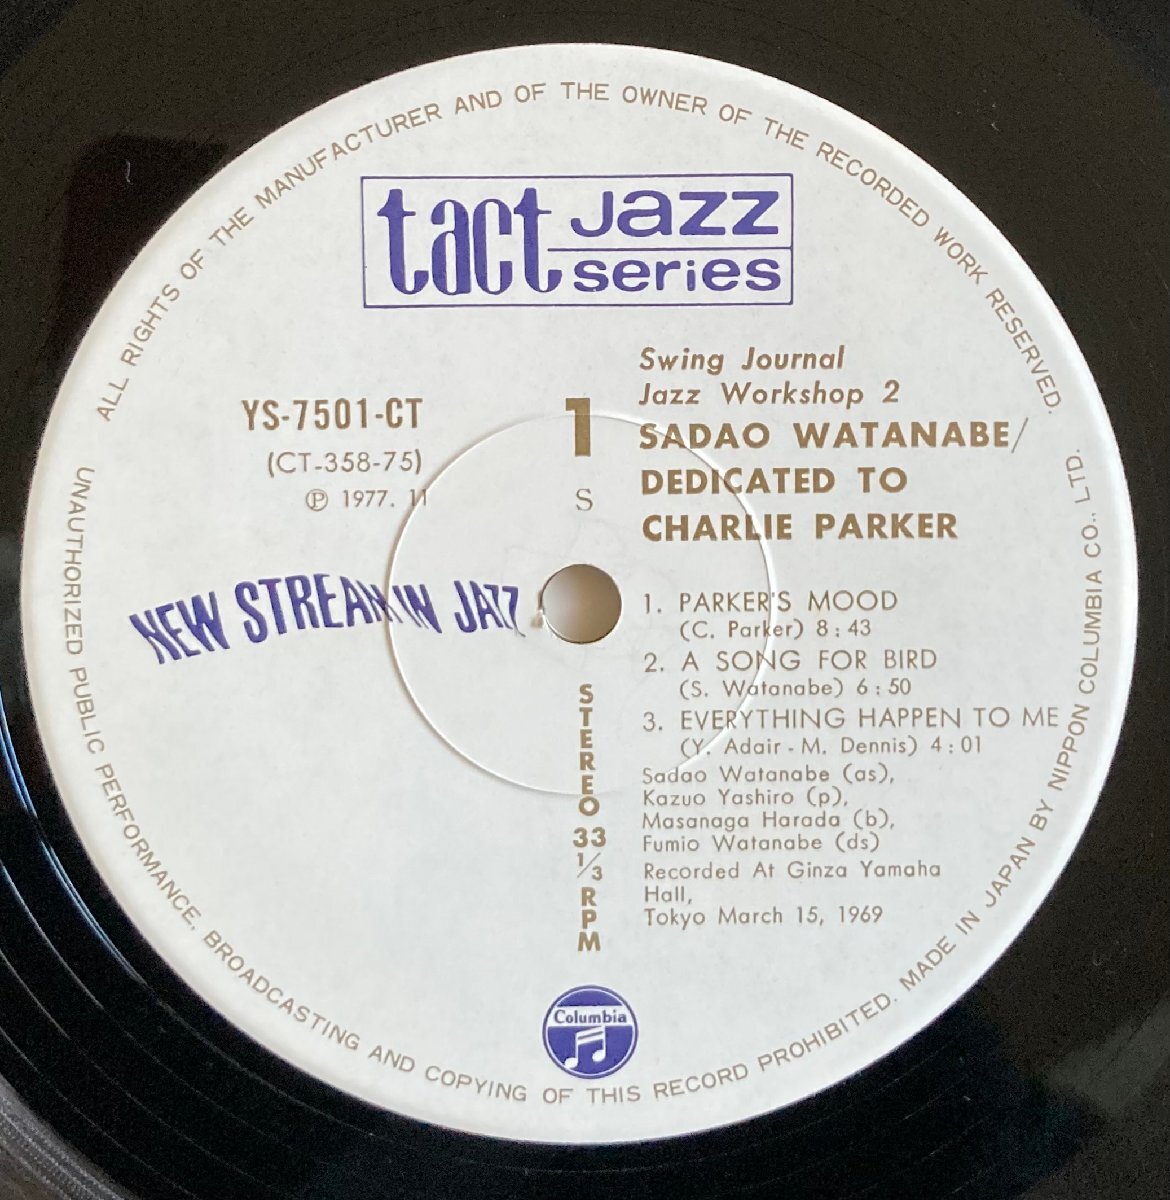 ALL RIGHTS OF THE MANUFACTURER AND OF THE OWNER OF THE RECORDED WORK RESERVED.
UNAUTHORIZED PUBLIC PERFORMANCE, BROADCASTING AND COPYING OF THIS RECORD PROHIBITED. MADE IN JAPAN BY NIPPON COLUMBIA CO., LTD.
tact Jazz
series
YS-7501-CT
(CT-358-75)
℗ 1977. 11
1
S
Swing Journal
Jazz Workshop 2
SADAO WATANABE/
DEDICATED TO
CHARLIE PARKER
NEW STREAM IN JAZZ
1. PARKER'S MOOD
(C. Parker) 8:43
2. A SONG FOR BIRD
(S. Watanabe) 6:50
3. EVERYTHING HAPPEN TO ME
(Y. Adair - M. Dennis) 4:01
Sadao Watanabe (as),
Kazuo Yashiro (p),
Masanaga Harada (b),
Fumio Watanabe (ds)
Recorded At Ginza Yamaha
Hall,
Tokyo March 15, 1969
STEREO 33 1/3 RPM
Columbia